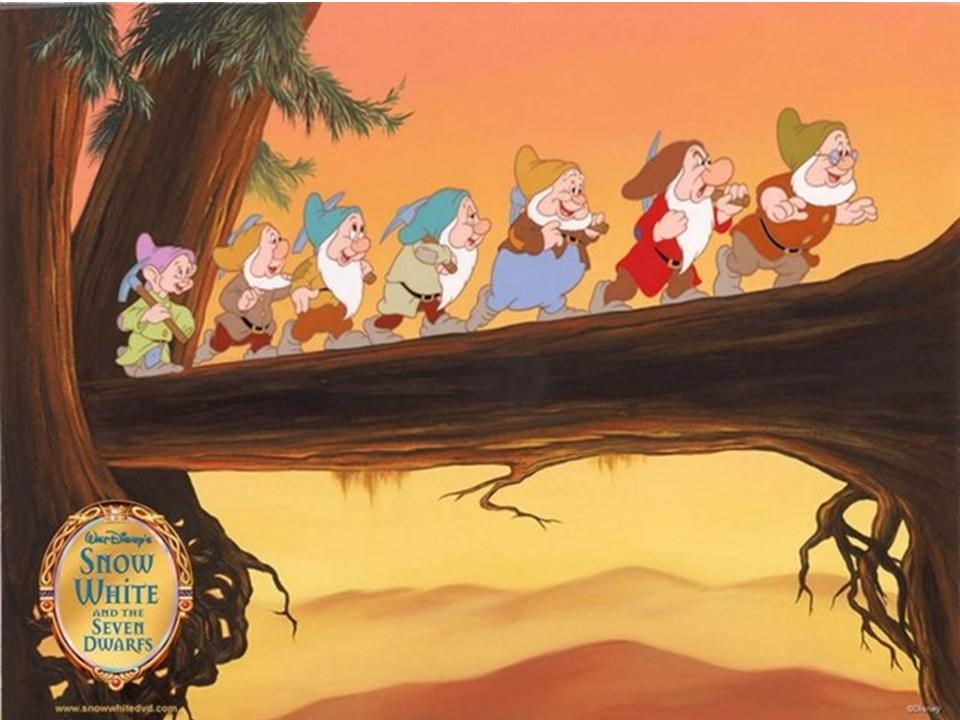 Walt Disney's
SNOW
WHITE
AND THE
SEVEN
DWARFS
www.snowwhitedvd.com
©Disney